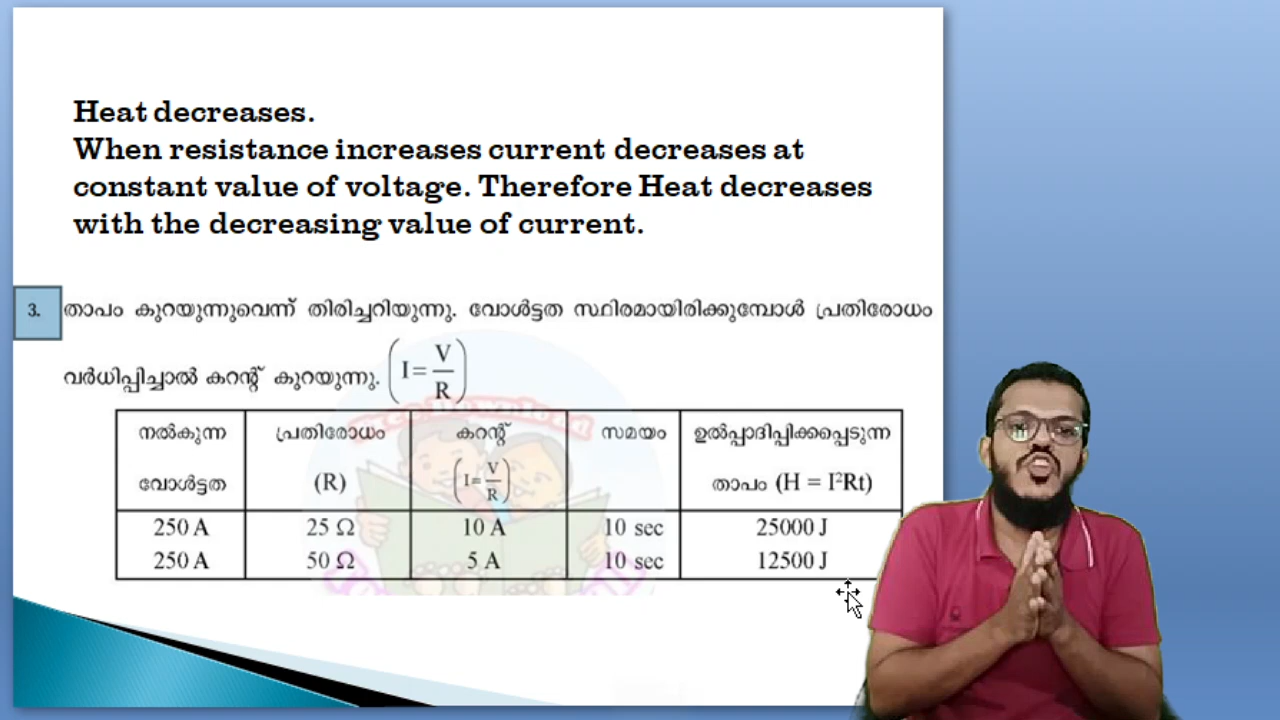 Heat decreases.
When resistance increases current decreases at
constant value of voltage. Therefore Heat decreases
with the decreasing value of current.
3. താപം കുറയുന്നുവെന്ന് തിരിച്ചറിയുന്നു. വോൾട്ടത സ്ഥിരമായിരിക്കുമ്പോൾ പ്രതിരോധം
വർധിപ്പിച്ചാൽ കറന്റ് കുറയുന്നു. (I = V/R)
നൽകുന്ന വോൾട്ടത പ്രതിരോധം (R) കറന്റ് (I = V/R) സമയം ഉൽപ്പാദിപ്പിക്കപ്പെടുന്ന താപം (H = I²Rt)
250 A 25 Ω 10 A 10 sec 25000 J
250 A 50 Ω 5 A 10 sec 12500 J